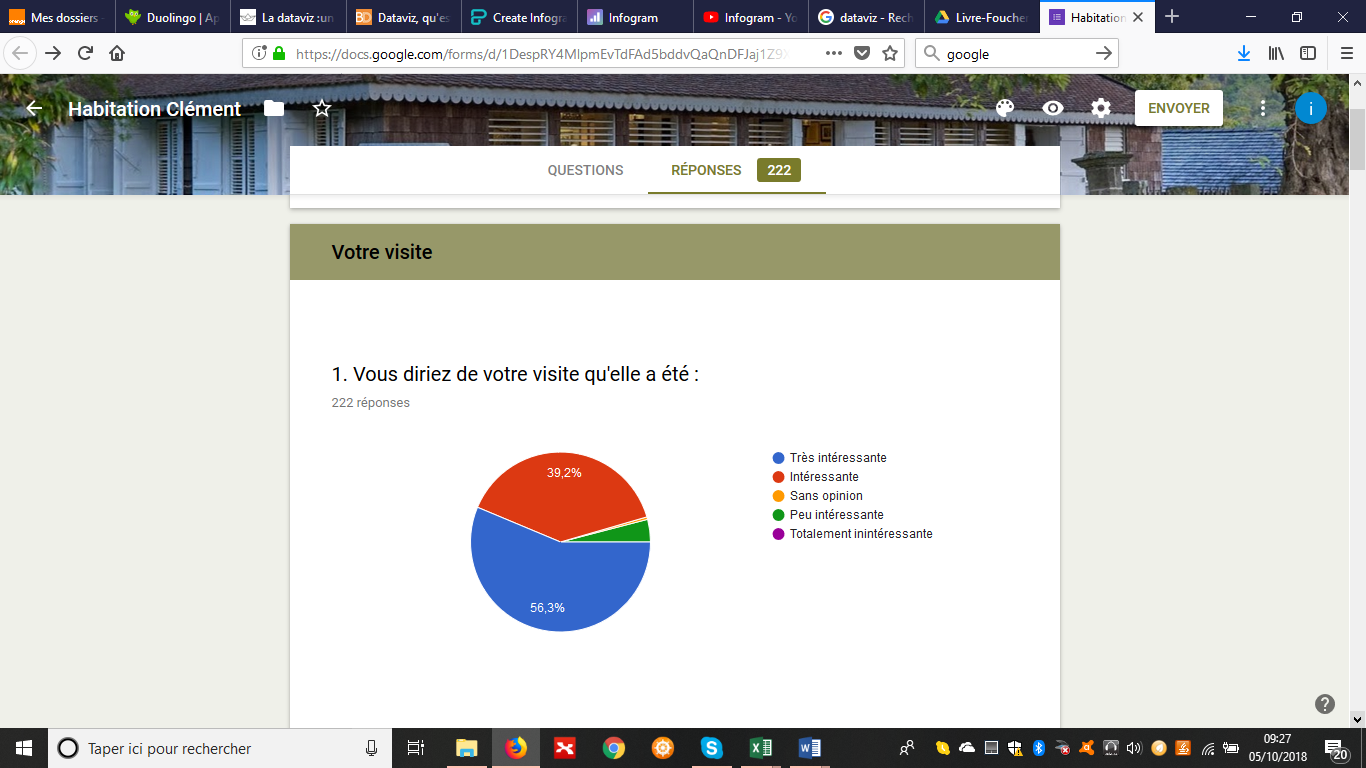 Mes dossiers
Duolingo | Ap
La dataviz : un
Dataviz, qu'es
Create Infogra
Infogram
Infogram - Yo
dataviz - Rech
Livre-Foucher
Habitation
https://docs.google.com/forms/d/1DespRY4MlpmEvTdFAd5bddvQaQnDFJaj1Z9
google
Habitation Clément
ENVOYER
i
QUESTIONS
RÉPONSES
222
Votre visite
1. Vous diriez de votre visite qu'elle a été :
222 réponses
39,2%
56,3%
Très intéressante
Intéressante
Sans opinion
Peu intéressante
Totalement inintéressante
Taper ici pour rechercher
09:27
05/10/2018
20